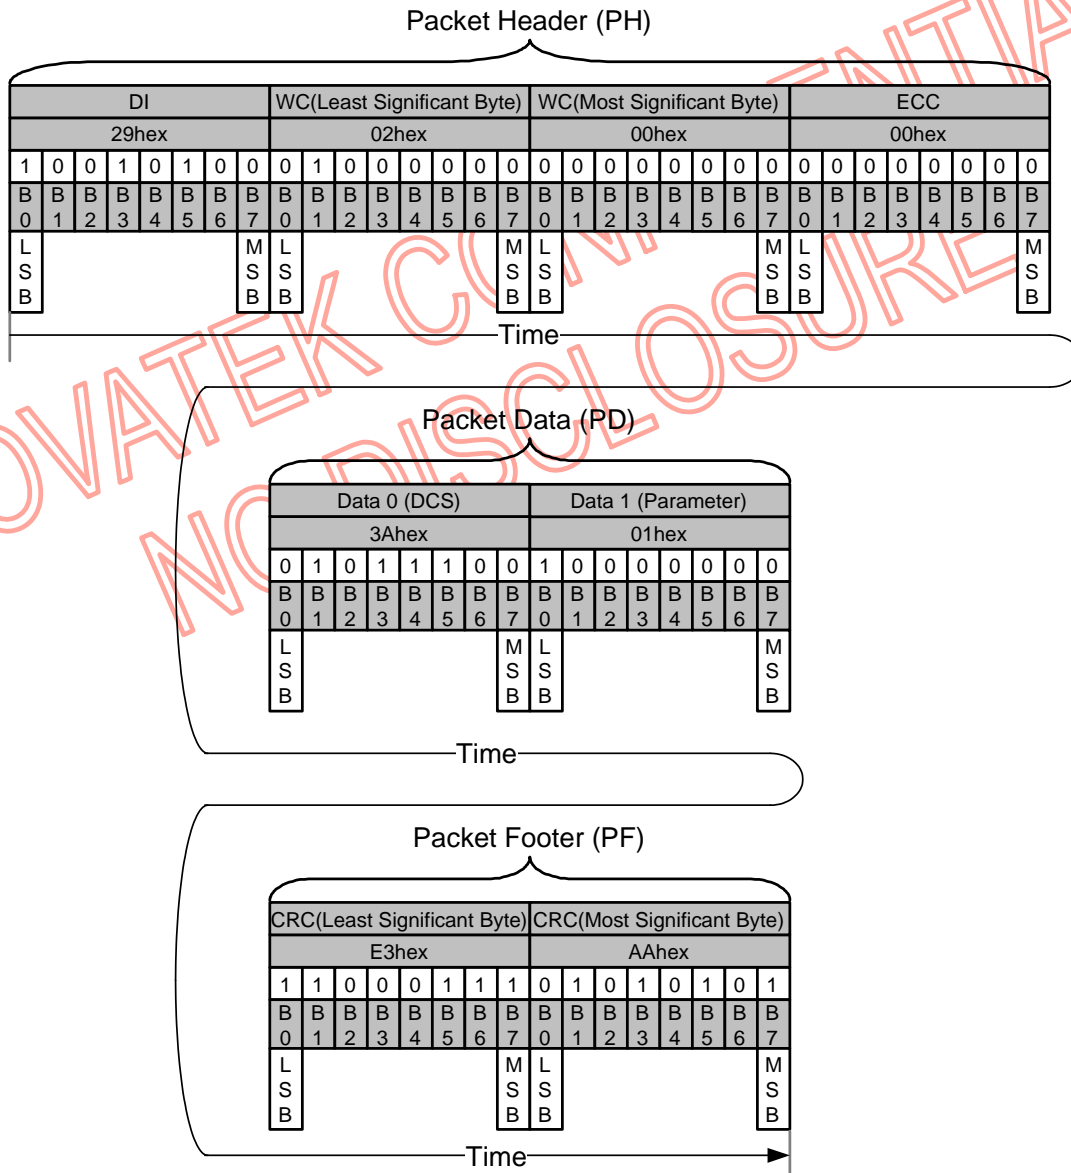 Packet Header (PH)
DI WC(Least Significant Byte) WC(Most Significant Byte) ECC
29hex 02hex 00hex 00hex
1 0 0 1 0 1 0 0 0 1 0 0 0 0 0 0 0 0 0 0 0 0 0 0 0 0 0 0 0 0 0 0
B B B B B B B B B B B B B B B B B B B B B B B B B B B B B B B B
0 1 2 3 4 5 6 7 0 1 2 3 4 5 6 7 0 1 2 3 4 5 6 7 0 1 2 3 4 5 6 7
L M L M L M L M
S S S S S S S S
B B B B B B B B
Time
Packet Data (PD)
Data 0 (DCS) Data 1 (Parameter)
3Ahex 01hex
0 1 0 1 1 1 0 0 1 0 0 0 0 0 0 0
B B B B B B B B B B B B B B B B
0 1 2 3 4 5 6 7 0 1 2 3 4 5 6 7
L M L M
S S S S
B B B B
Time
Packet Footer (PF)
CRC(Least Significant Byte) CRC(Most Significant Byte)
E3hex AAhex
1 1 0 0 0 1 1 1 0 1 0 1 0 1 0 1
B B B B B B B B B B B B B B B B
0 1 2 3 4 5 6 7 0 1 2 3 4 5 6 7
L M L M
S S S S
B B B B
Time
NO DISCLOSURE